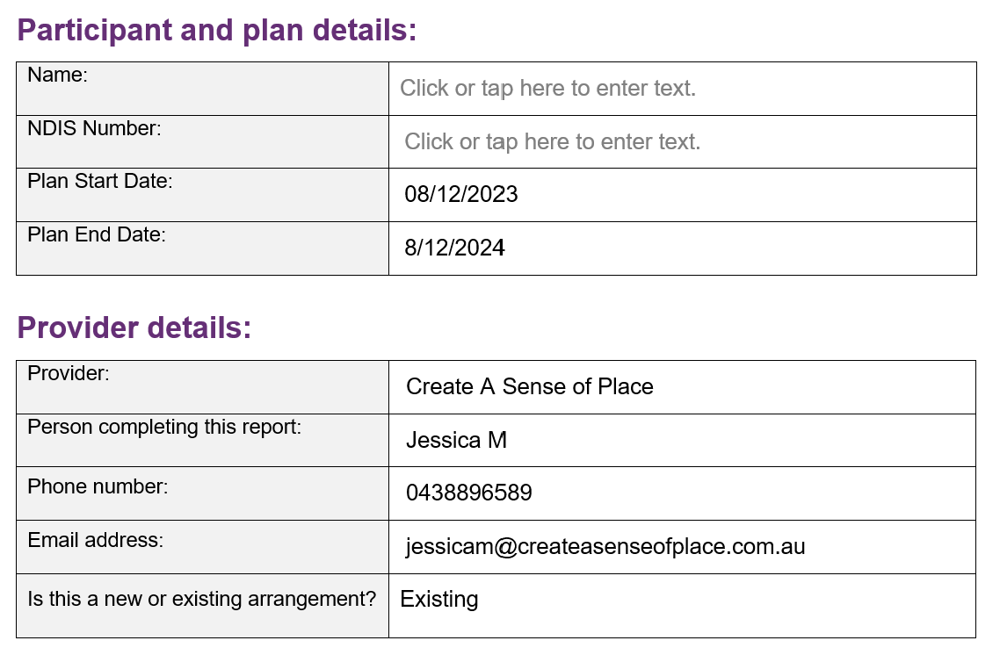 Participant and plan details:
Name:
Click or tap here to enter text.
NDIS Number:
Click or tap here to enter text.
Plan Start Date:
08/12/2023
Plan End Date:
8/12/2024
Provider details:
Provider:
Create A Sense of Place
Person completing this report:
Jessica M
Phone number:
0438896589
Email address:
jessicam@createasenseofplace.com.au
Is this a new or existing arrangement?
Existing